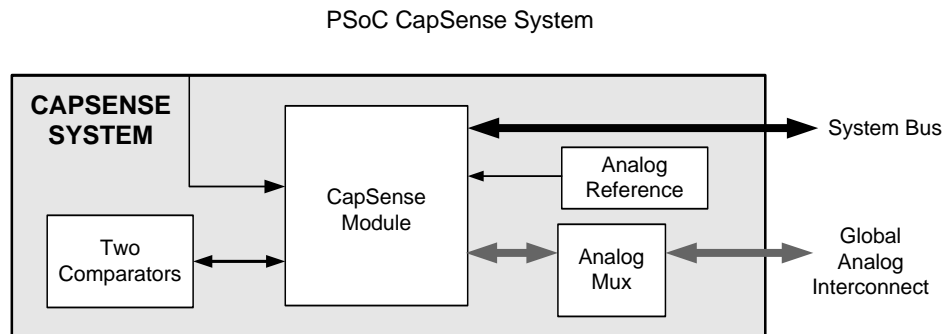 PSoC CapSense System
CAPSENSE
SYSTEM
System Bus
Analog
Reference
CapSense
Module
Two
Comparators
Analog
Mux
Global
Analog
Interconnect